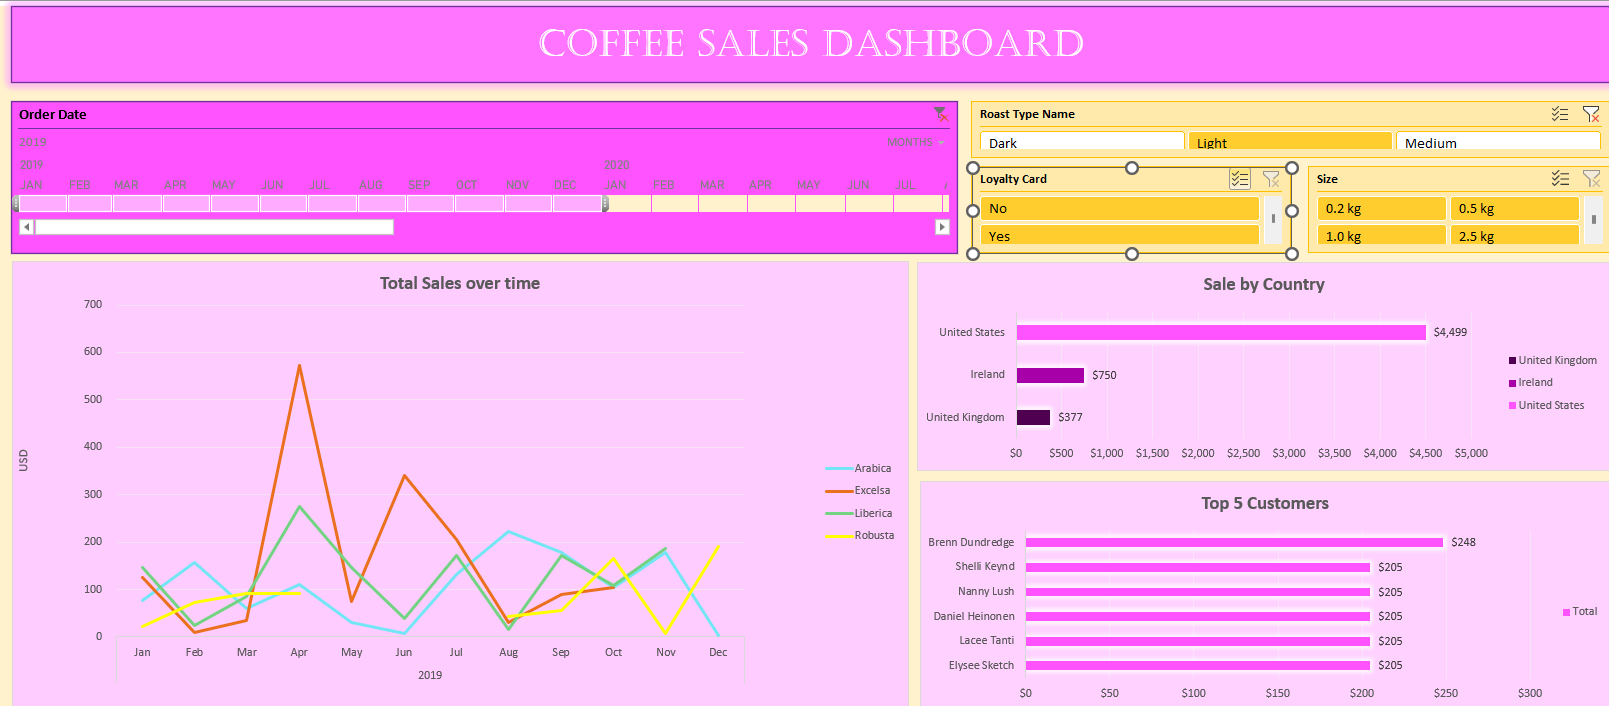 COFFEE SALES DASHBOARD
Order Date
2019 MONTHS
2019 2020
JAN FEB MAR APR MAY JUN JUL AUG SEP OCT NOV DEC JAN FEB MAR APR MAY JUN JUL
Roast Type Name
Dark Light Medium
Loyalty Card
No
Yes
Size
0.2 kg 0.5 kg
1.0 kg 2.5 kg
Total Sales over time
700
600
500
400
300
200
100
0
USD
Jan Feb Mar Apr May Jun Jul Aug Sep Oct Nov Dec
2019
Arabica
Excelsa
Liberica
Robusta
Sale by Country
United States $4,499
Ireland $750
United Kingdom $377
$0 $500 $1,000 $1,500 $2,000 $2,500 $3,000 $3,500 $4,000 $4,500 $5,000
United Kingdom
Ireland
United States
Top 5 Customers
Brenn Dundredge $248
Shelli Keynd $205
Nanny Lush $205
Daniel Heinonen $205
Lacee Tanti $205
Elysee Sketch $205
$0 $50 $100 $150 $200 $250 $300
Total